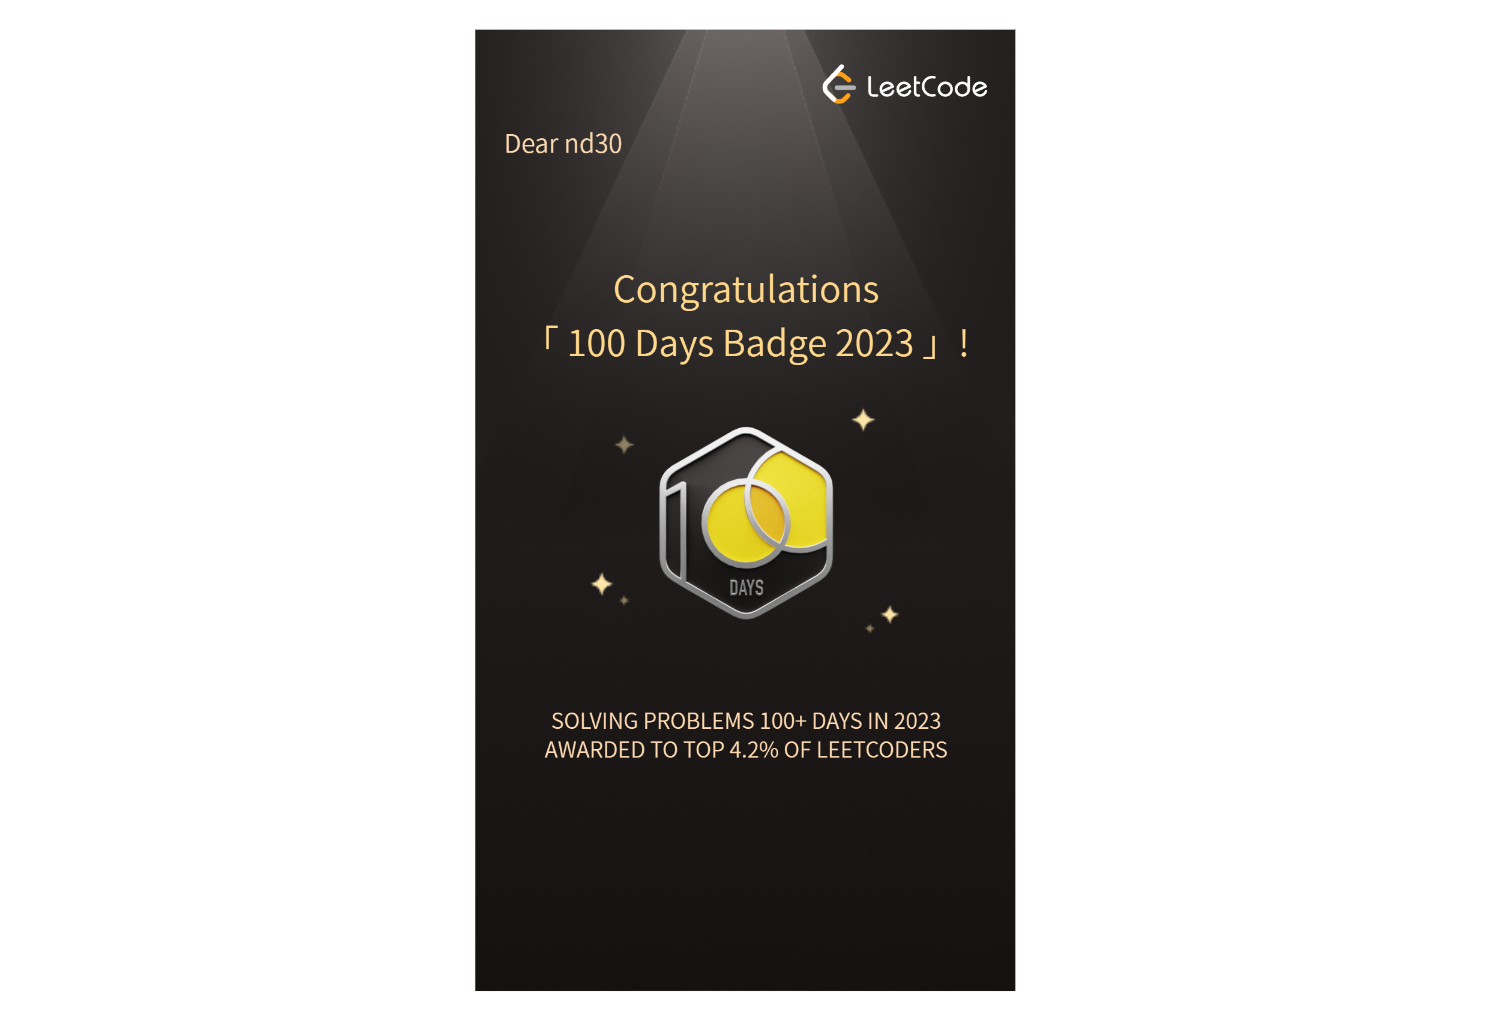 LeetCode
Dear nd30
Congratulations
「 100 Days Badge 2023 」 !
100
DAYS
SOLVING PROBLEMS 100+ DAYS IN 2023
AWARDED TO TOP 4.2% OF LEETCODERS